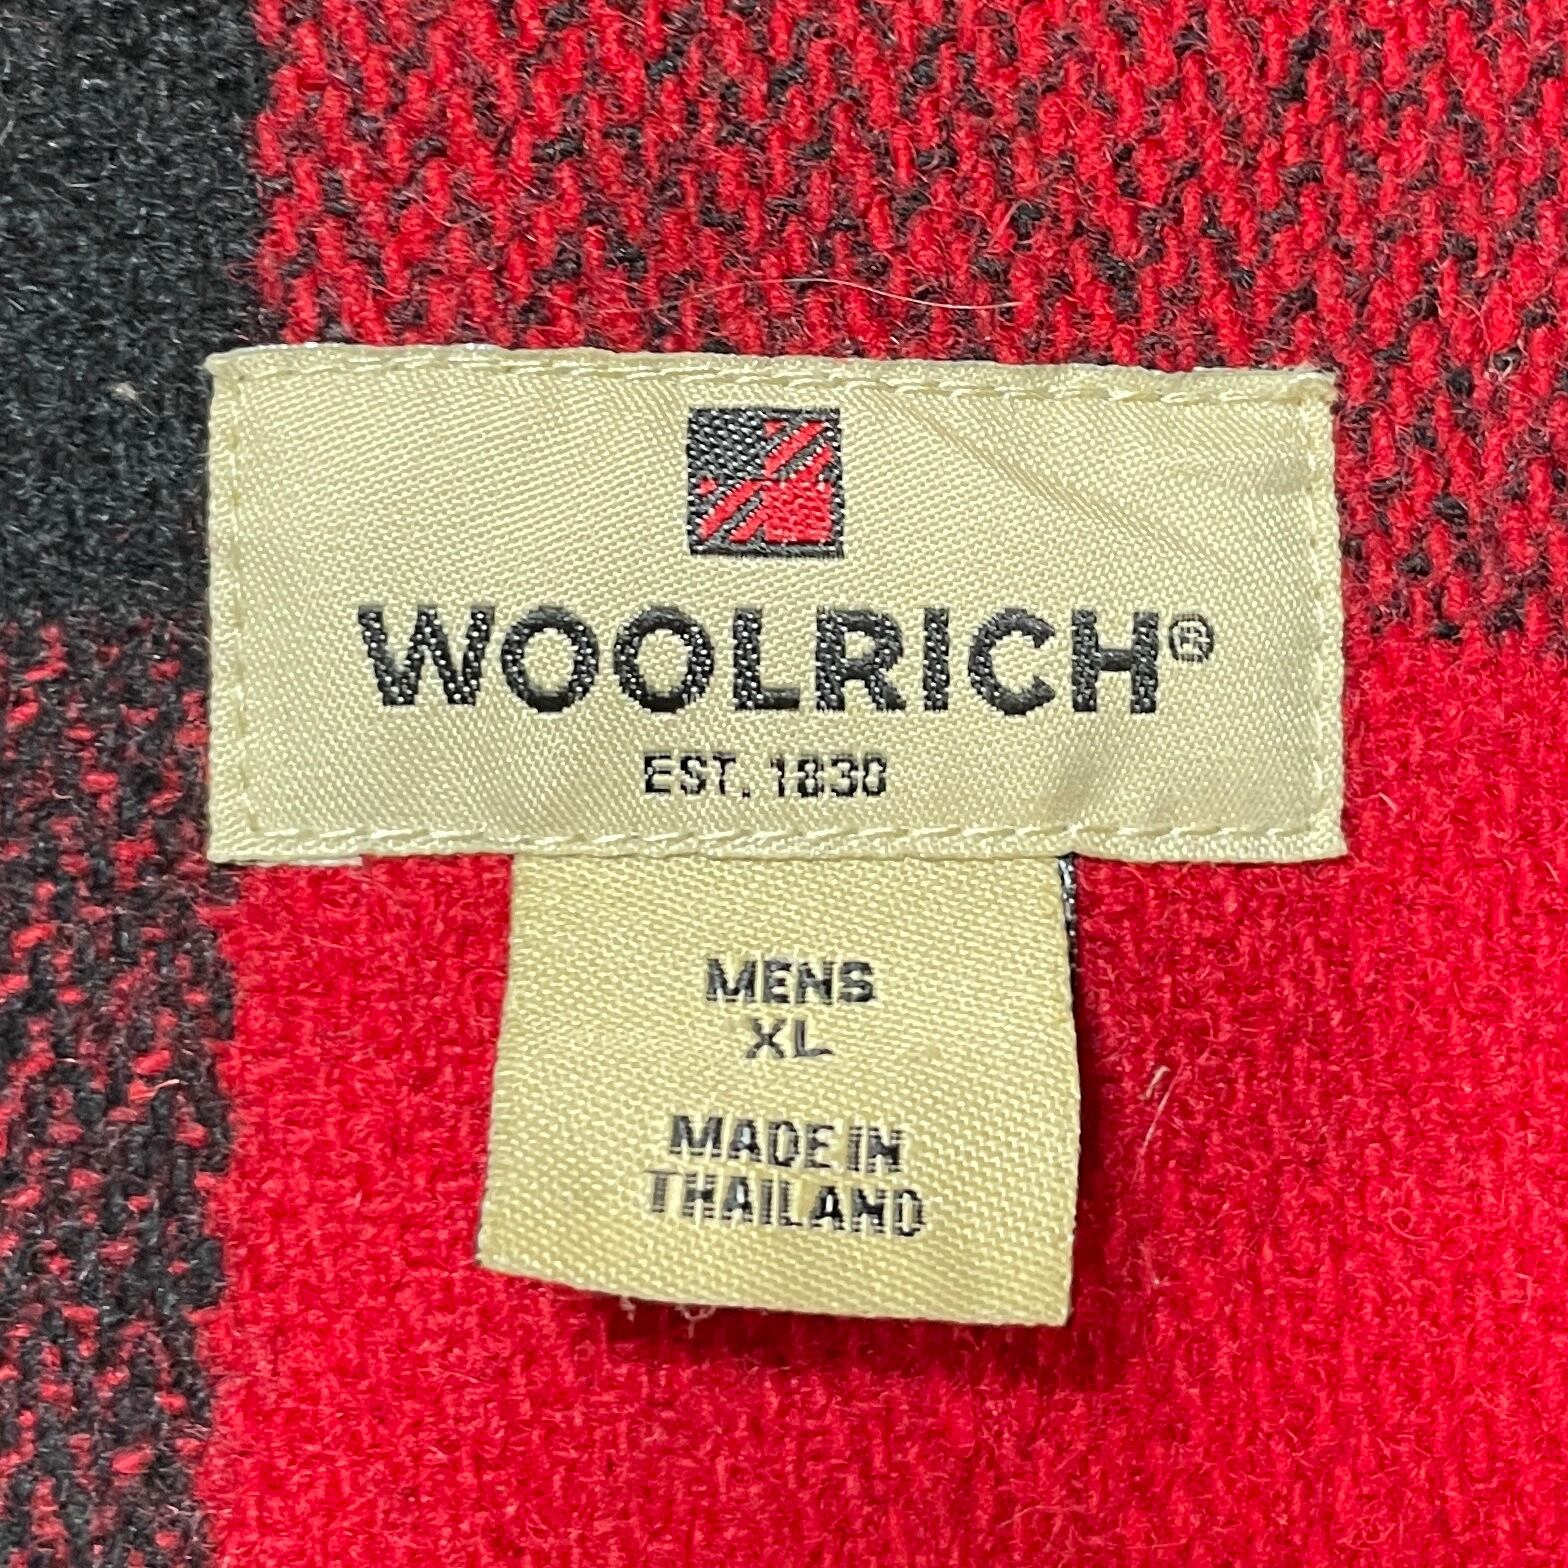 WOOLRICH®
EST. 1830
MENS
XL
MADE IN
THAILAND